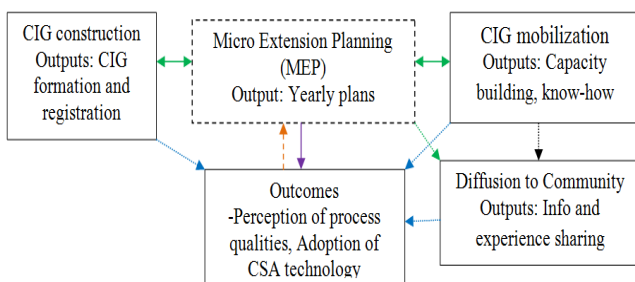 CIG construction
Outputs: CIG
formation and
registration
Micro Extension Planning
(MEP)
Output: Yearly plans
CIG mobilization
Outputs: Capacity
building, know-how
Outcomes
-Perception of process
qualities, Adoption of
CSA technology
Diffusion to Community
Outputs: Info and
experience sharing